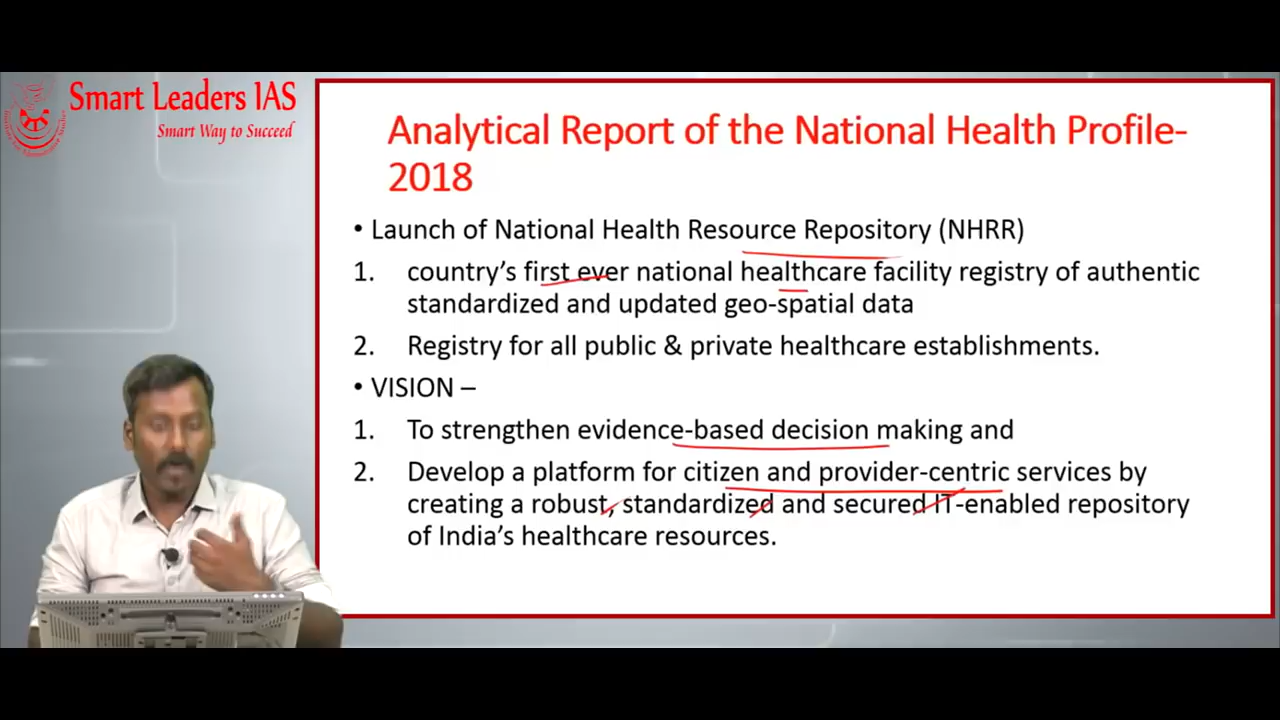 Smart Leaders IAS
Smart Way to Succeed
Analytical Report of the National Health Profile-
2018
• Launch of National Health Resource Repository (NHRR)
1. country's first ever national healthcare facility registry of authentic
standardized and updated geo-spatial data
2. Registry for all public & private healthcare establishments.
• VISION –
1. To strengthen evidence-based decision making and
2. Develop a platform for citizen and provider-centric services by
creating a robust, standardized and secured IT-enabled repository
of India's healthcare resources.